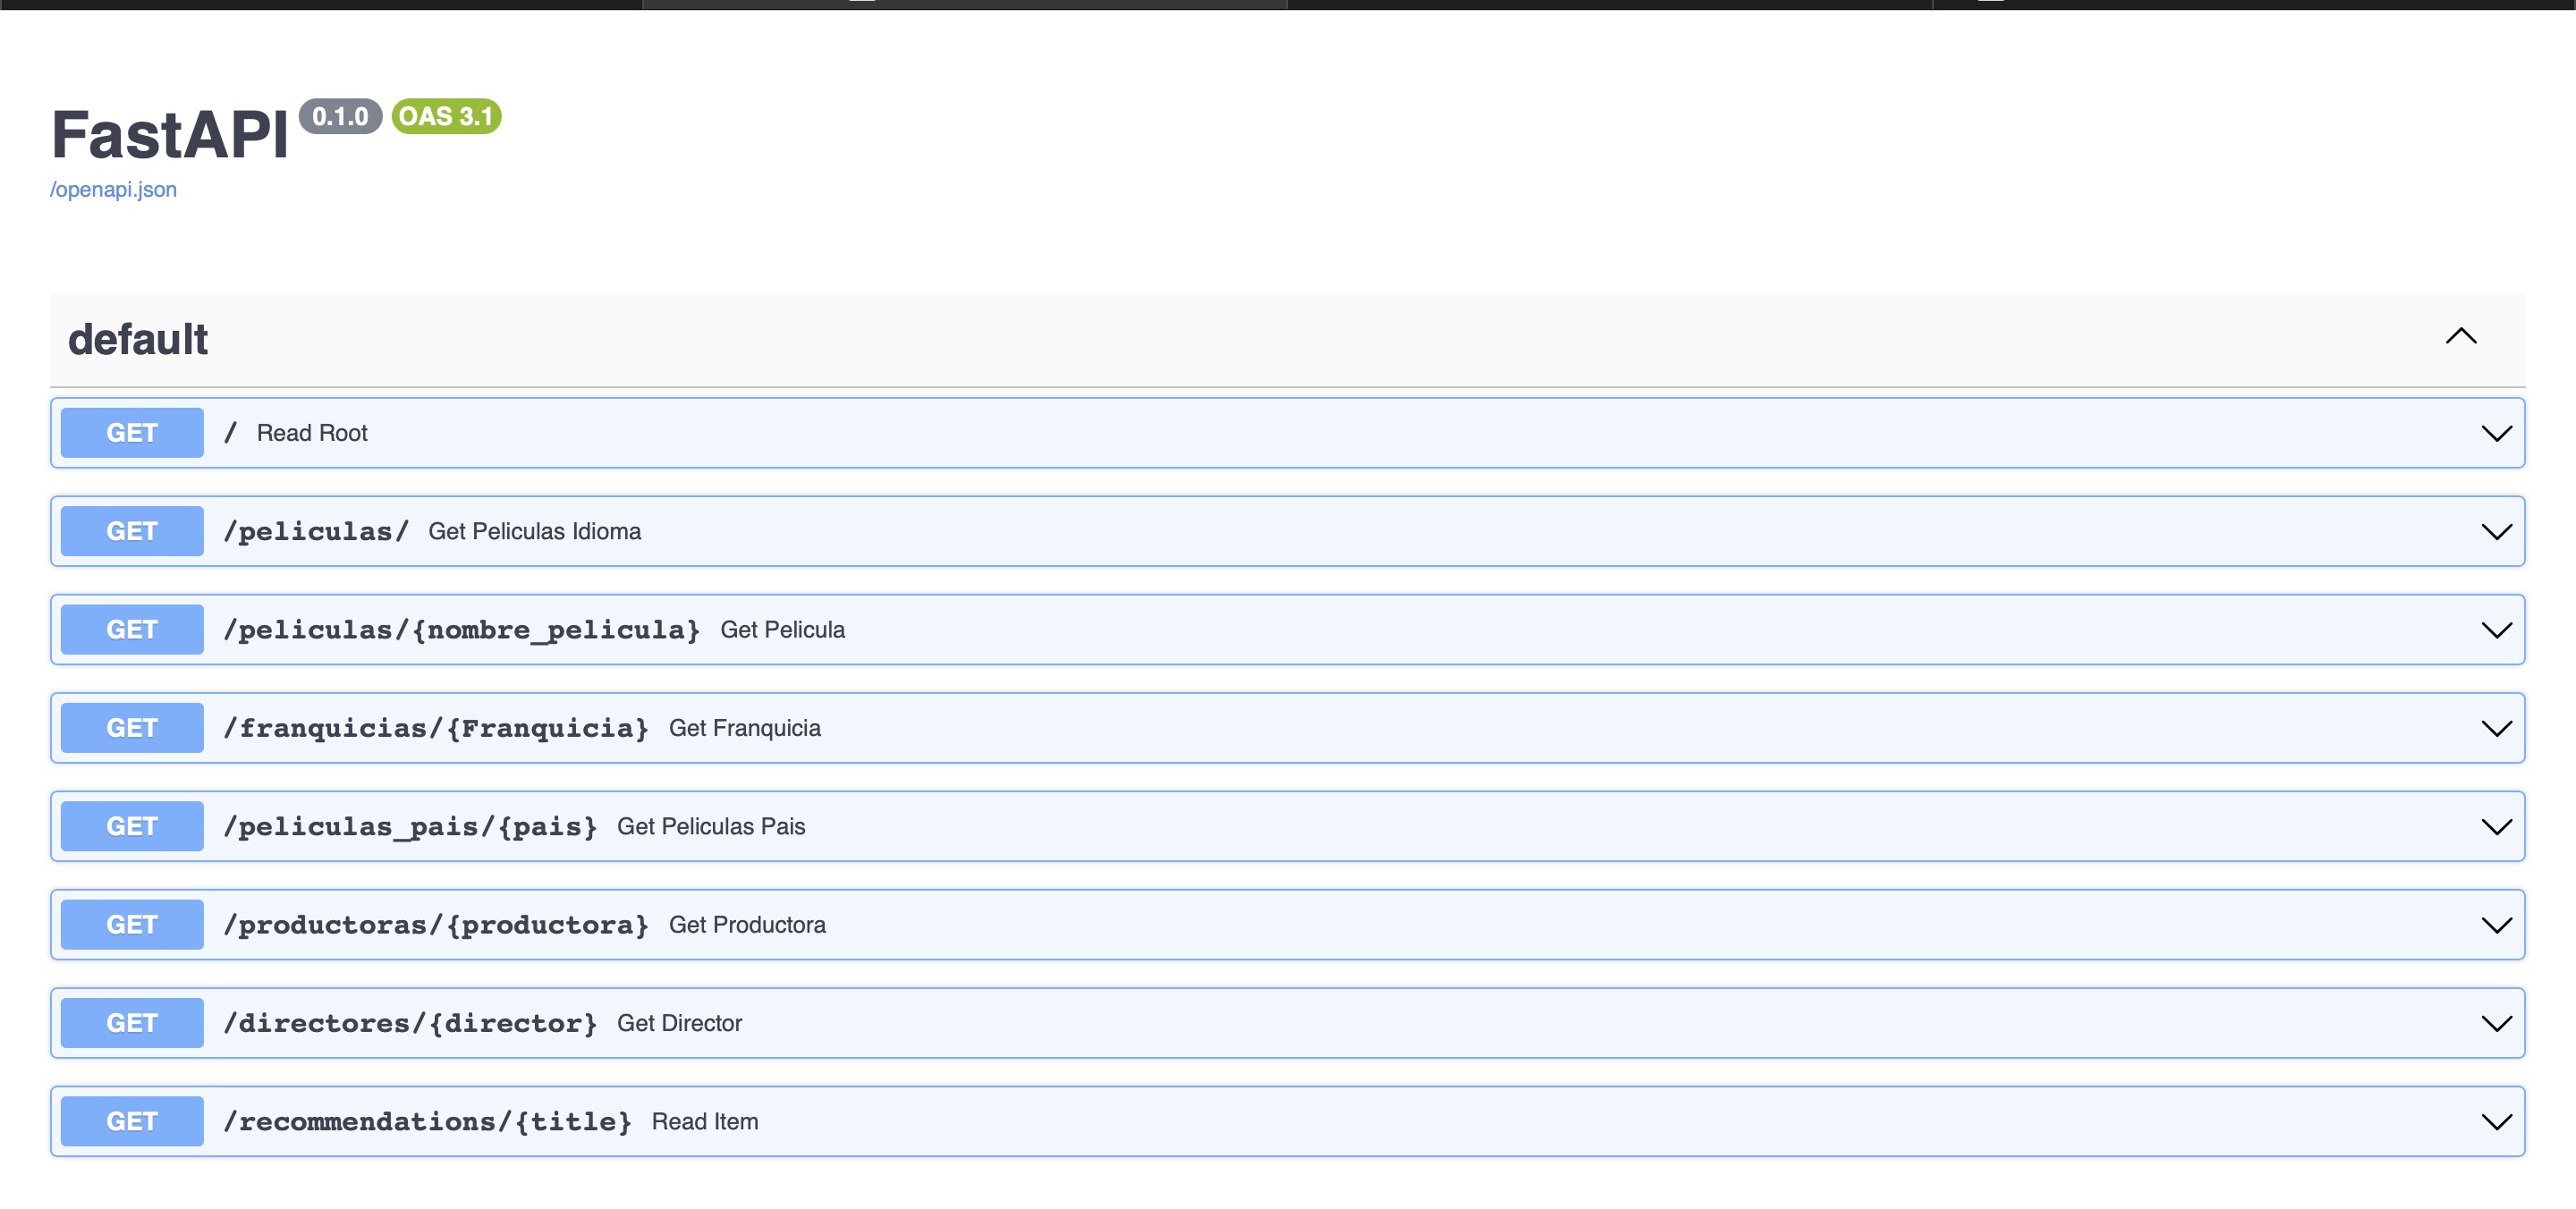 FastAPI 0.1.0 OAS 3.1
/openapi.json
default
GET / Read Root
GET /peliculas/ Get Peliculas Idioma
GET /peliculas/{nombre_pelicula} Get Pelicula
GET /franquicias/{Franquicia} Get Franquicia
GET /peliculas_pais/{pais} Get Peliculas Pais
GET /productoras/{productora} Get Productora
GET /directores/{director} Get Director
GET /recommendations/{title} Read Item